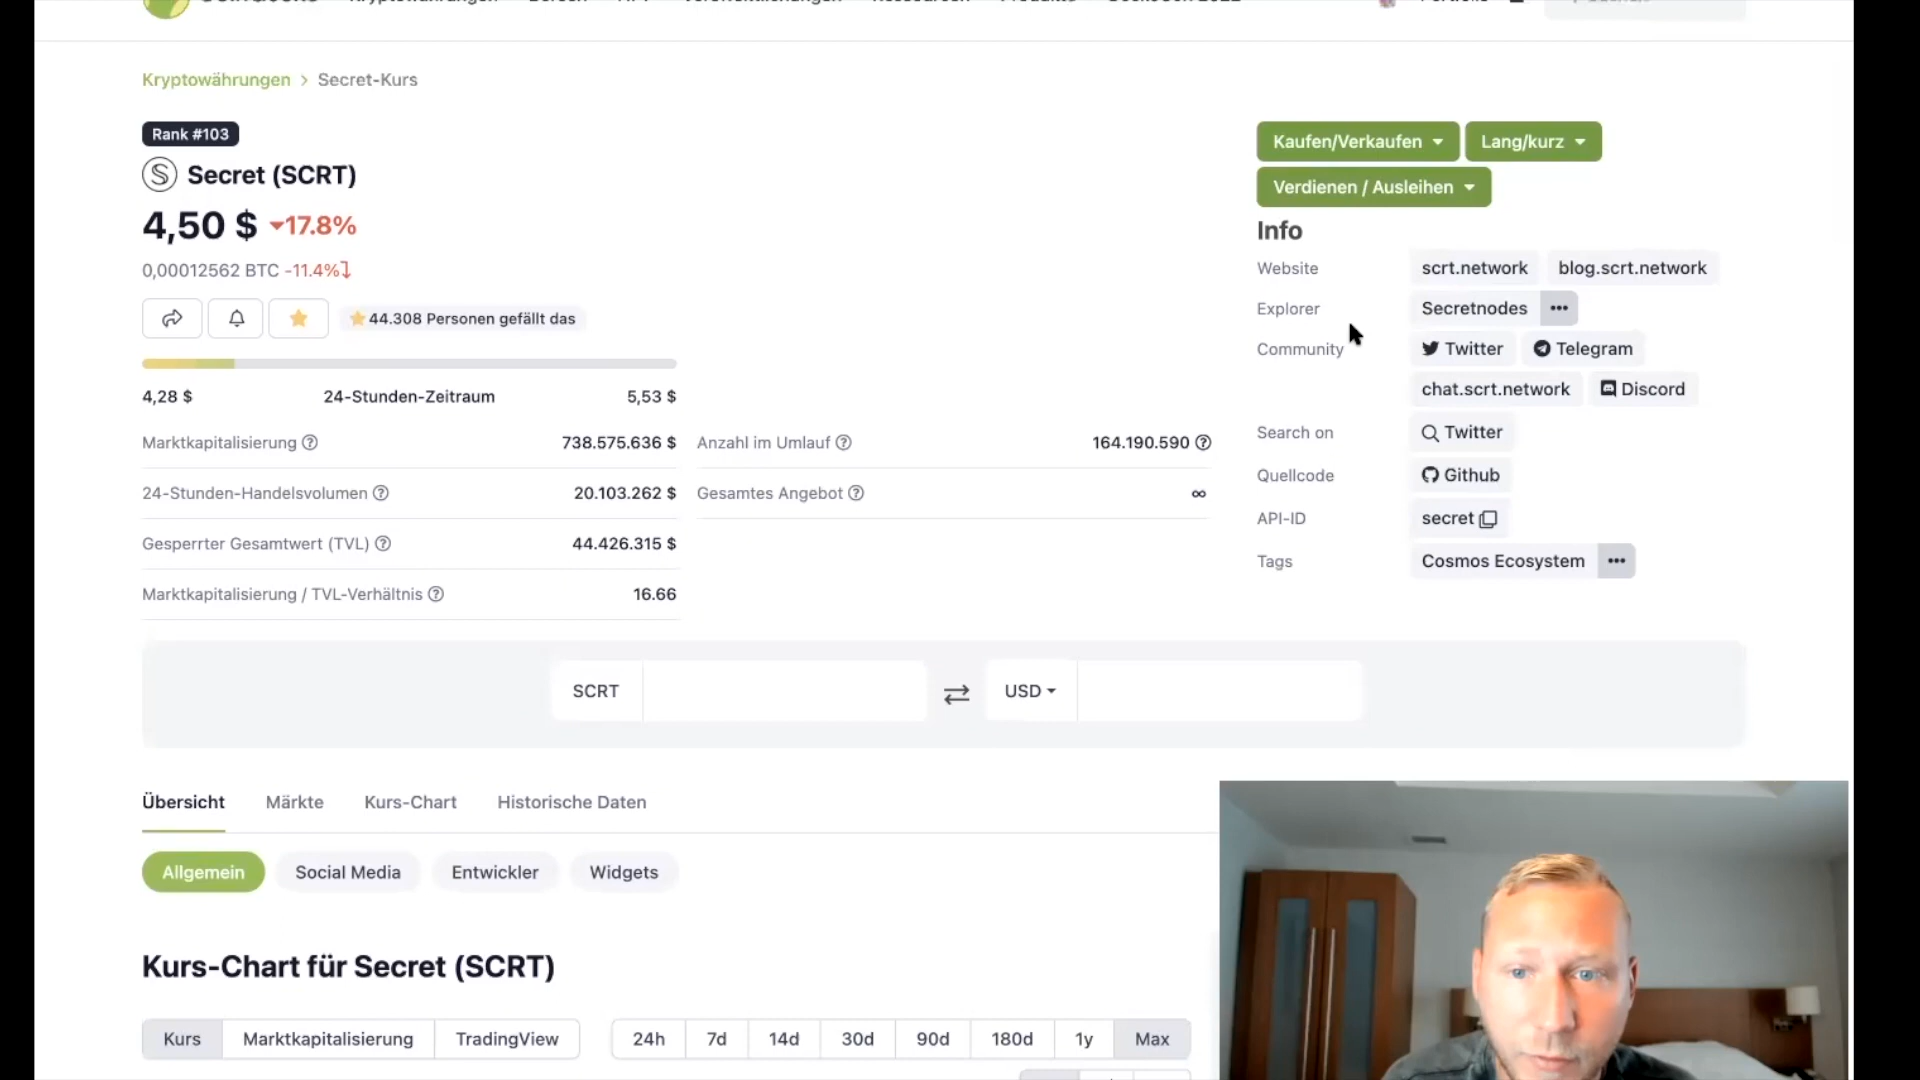 Kryptowährungen > Secret-Kurs
Rank #103
Secret (SCRT)
4,50 $ 17.8%
0,00012562 BTC -11.4%
44.308 Personen gefällt das
4,28 $ 24-Stunden-Zeitraum 5,53 $
Marktkapitalisierung 738.575.636 $
24-Stunden-Handelsvolumen 20.103.262 $
Gesperrter Gesamtwert (TVL) 44.426.315 $
Marktkapitalisierung / TVL-Verhältnis 16.66
Anzahl im Umlauf 164.190.590
Gesamtes Angebot ∞
Kaufen/Verkaufen Lang/kurz
Verdienen / Ausleihen
Info
Website scrt.network blog.scrt.network
Explorer Secretnodes •••
Community Twitter Telegram
chat.scrt.network Discord
Search on Twitter
Quellcode Github
API-ID secret
Tags Cosmos Ecosystem •••
SCRT USD
Übersicht Märkte Kurs-Chart Historische Daten
Allgemein Social Media Entwickler Widgets
Kurs-Chart für Secret (SCRT)
Kurs Marktkapitalisierung TradingView 24h 7d 14d 30d 90d 180d 1y Max